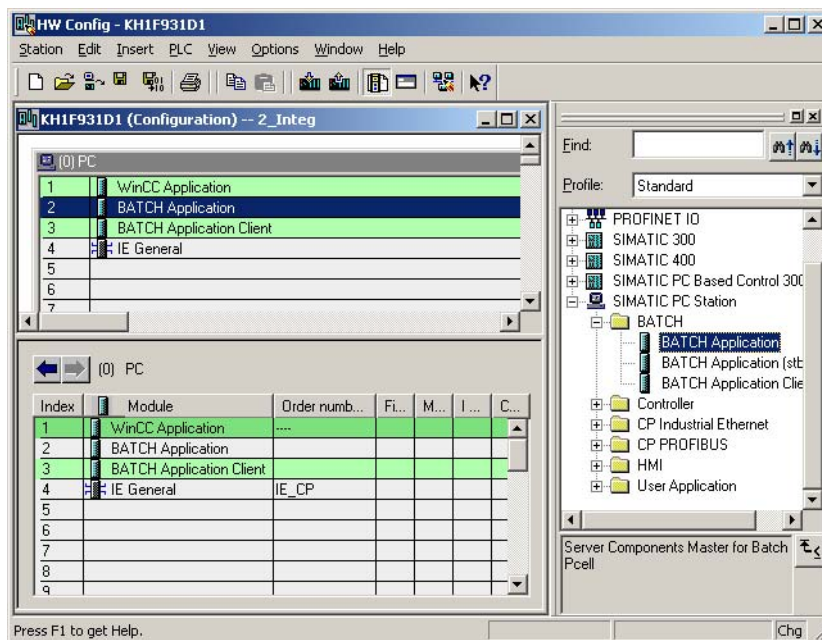 HW Config - KH1F931D1
Station Edit Insert PLC View Options Window Help
KH1F931D1 (Configuration) -- 2_Integ
(0) PC
1 WinCC Application
2 BATCH Application
3 BATCH Application Client
4 IE General
5
6
7
(0) PC
Index Module Order numb... Fi... M... I ... C...
1 WinCC Application ----
2 BATCH Application
3 BATCH Application Client
4 IE General IE_CP
5
6
7
8
9
Find:
Profile: Standard
PROFINET IO
SIMATIC 300
SIMATIC 400
SIMATIC PC Based Control 300
SIMATIC PC Station
BATCH
BATCH Application
BATCH Application (stb
BATCH Application Clie
Controller
CP Industrial Ethernet
CP PROFIBUS
HMI
User Application
Server Components Master for Batch
Pcell
Press F1 to get Help.
Chg